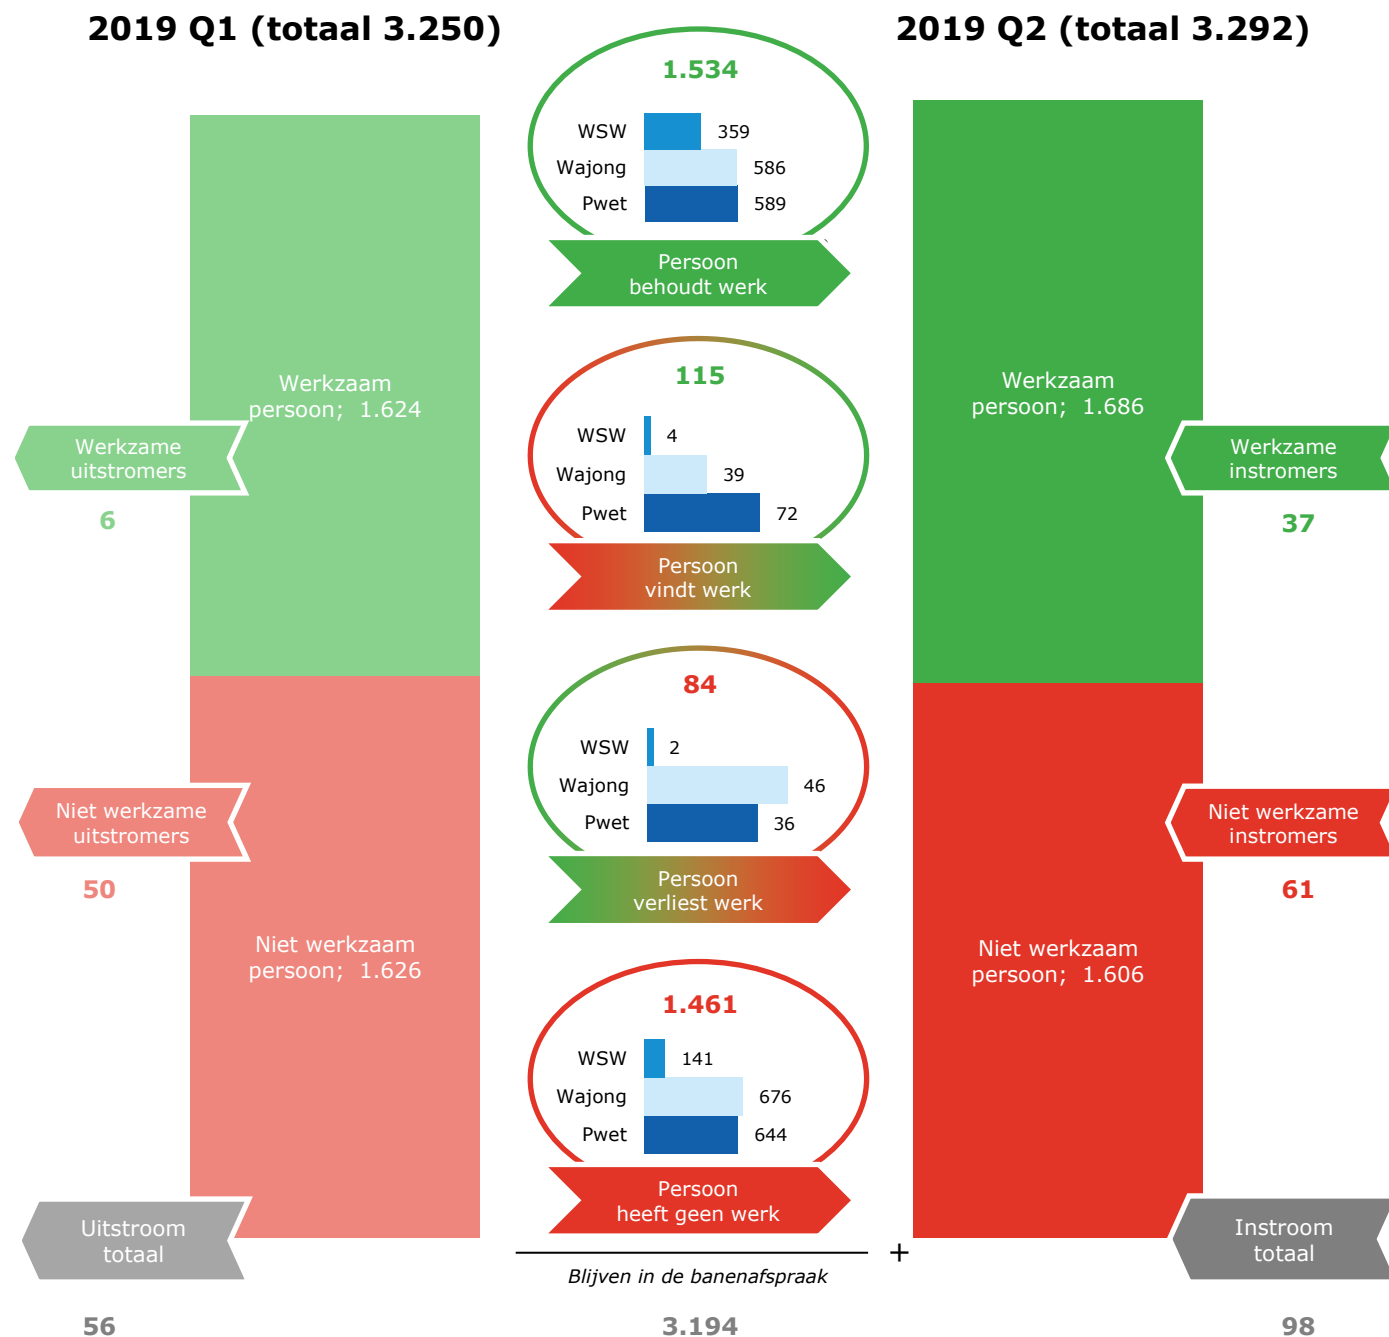 2019 Q1 (totaal 3.250)
2019 Q2 (totaal 3.292)
1.534
WSW 359
Wajong 586
Pwet 589
Persoon
behoudt werk
115
WSW 4
Wajong 39
Pwet 72
Persoon
vindt werk
84
WSW 2
Wajong 46
Pwet 36
Persoon
verliest werk
1.461
WSW 141
Wajong 676
Pwet 644
Persoon
heeft geen werk
Werkzaam
persoon; 1.624
Werkzame
uitstromers
6
Niet werkzame
uitstromers
50
Niet werkzaam
persoon; 1.626
Uitstroom
totaal
56
Werkzaam
persoon; 1.686
Werkzame
instromers
37
Niet werkzame
instromers
61
Niet werkzaam
persoon; 1.606
Instroom
totaal
98
+
Blijven in de banenafspraak
3.194